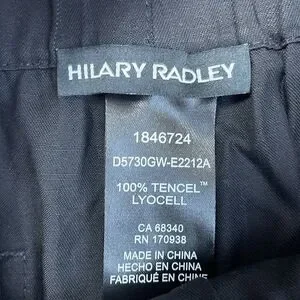 HILARY RADLEY
1846724
D5730GW-E2212A
100% TENCEL™
LYOCELL
CA 68340
RN 170938
MADE IN CHINA
HECHO EN CHINA
FABRIQUÉ EN CHINE